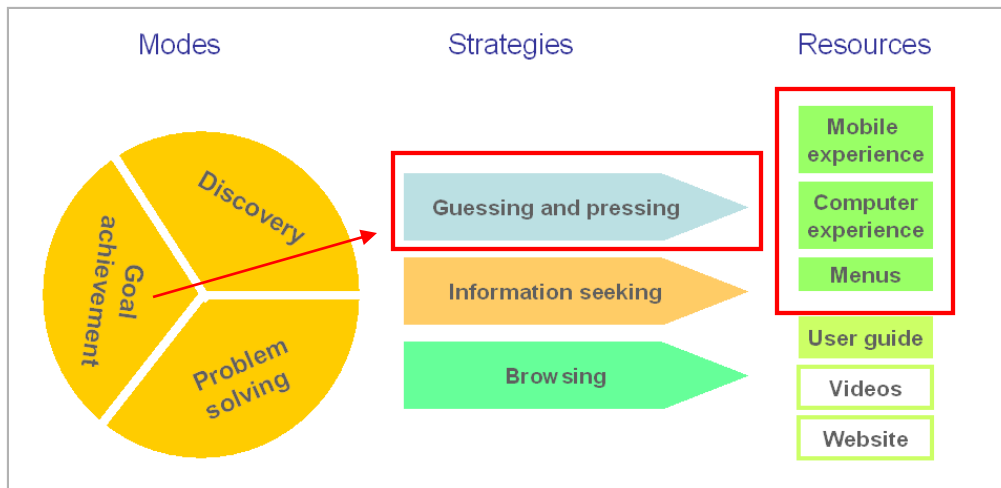 Modes
Strategies
Resources
Discovery
Goal
achievement
Problem
solving
Guessing and pressing
Information seeking
Browsing
Mobile
experience
Computer
experience
Menus
User guide
Videos
Website